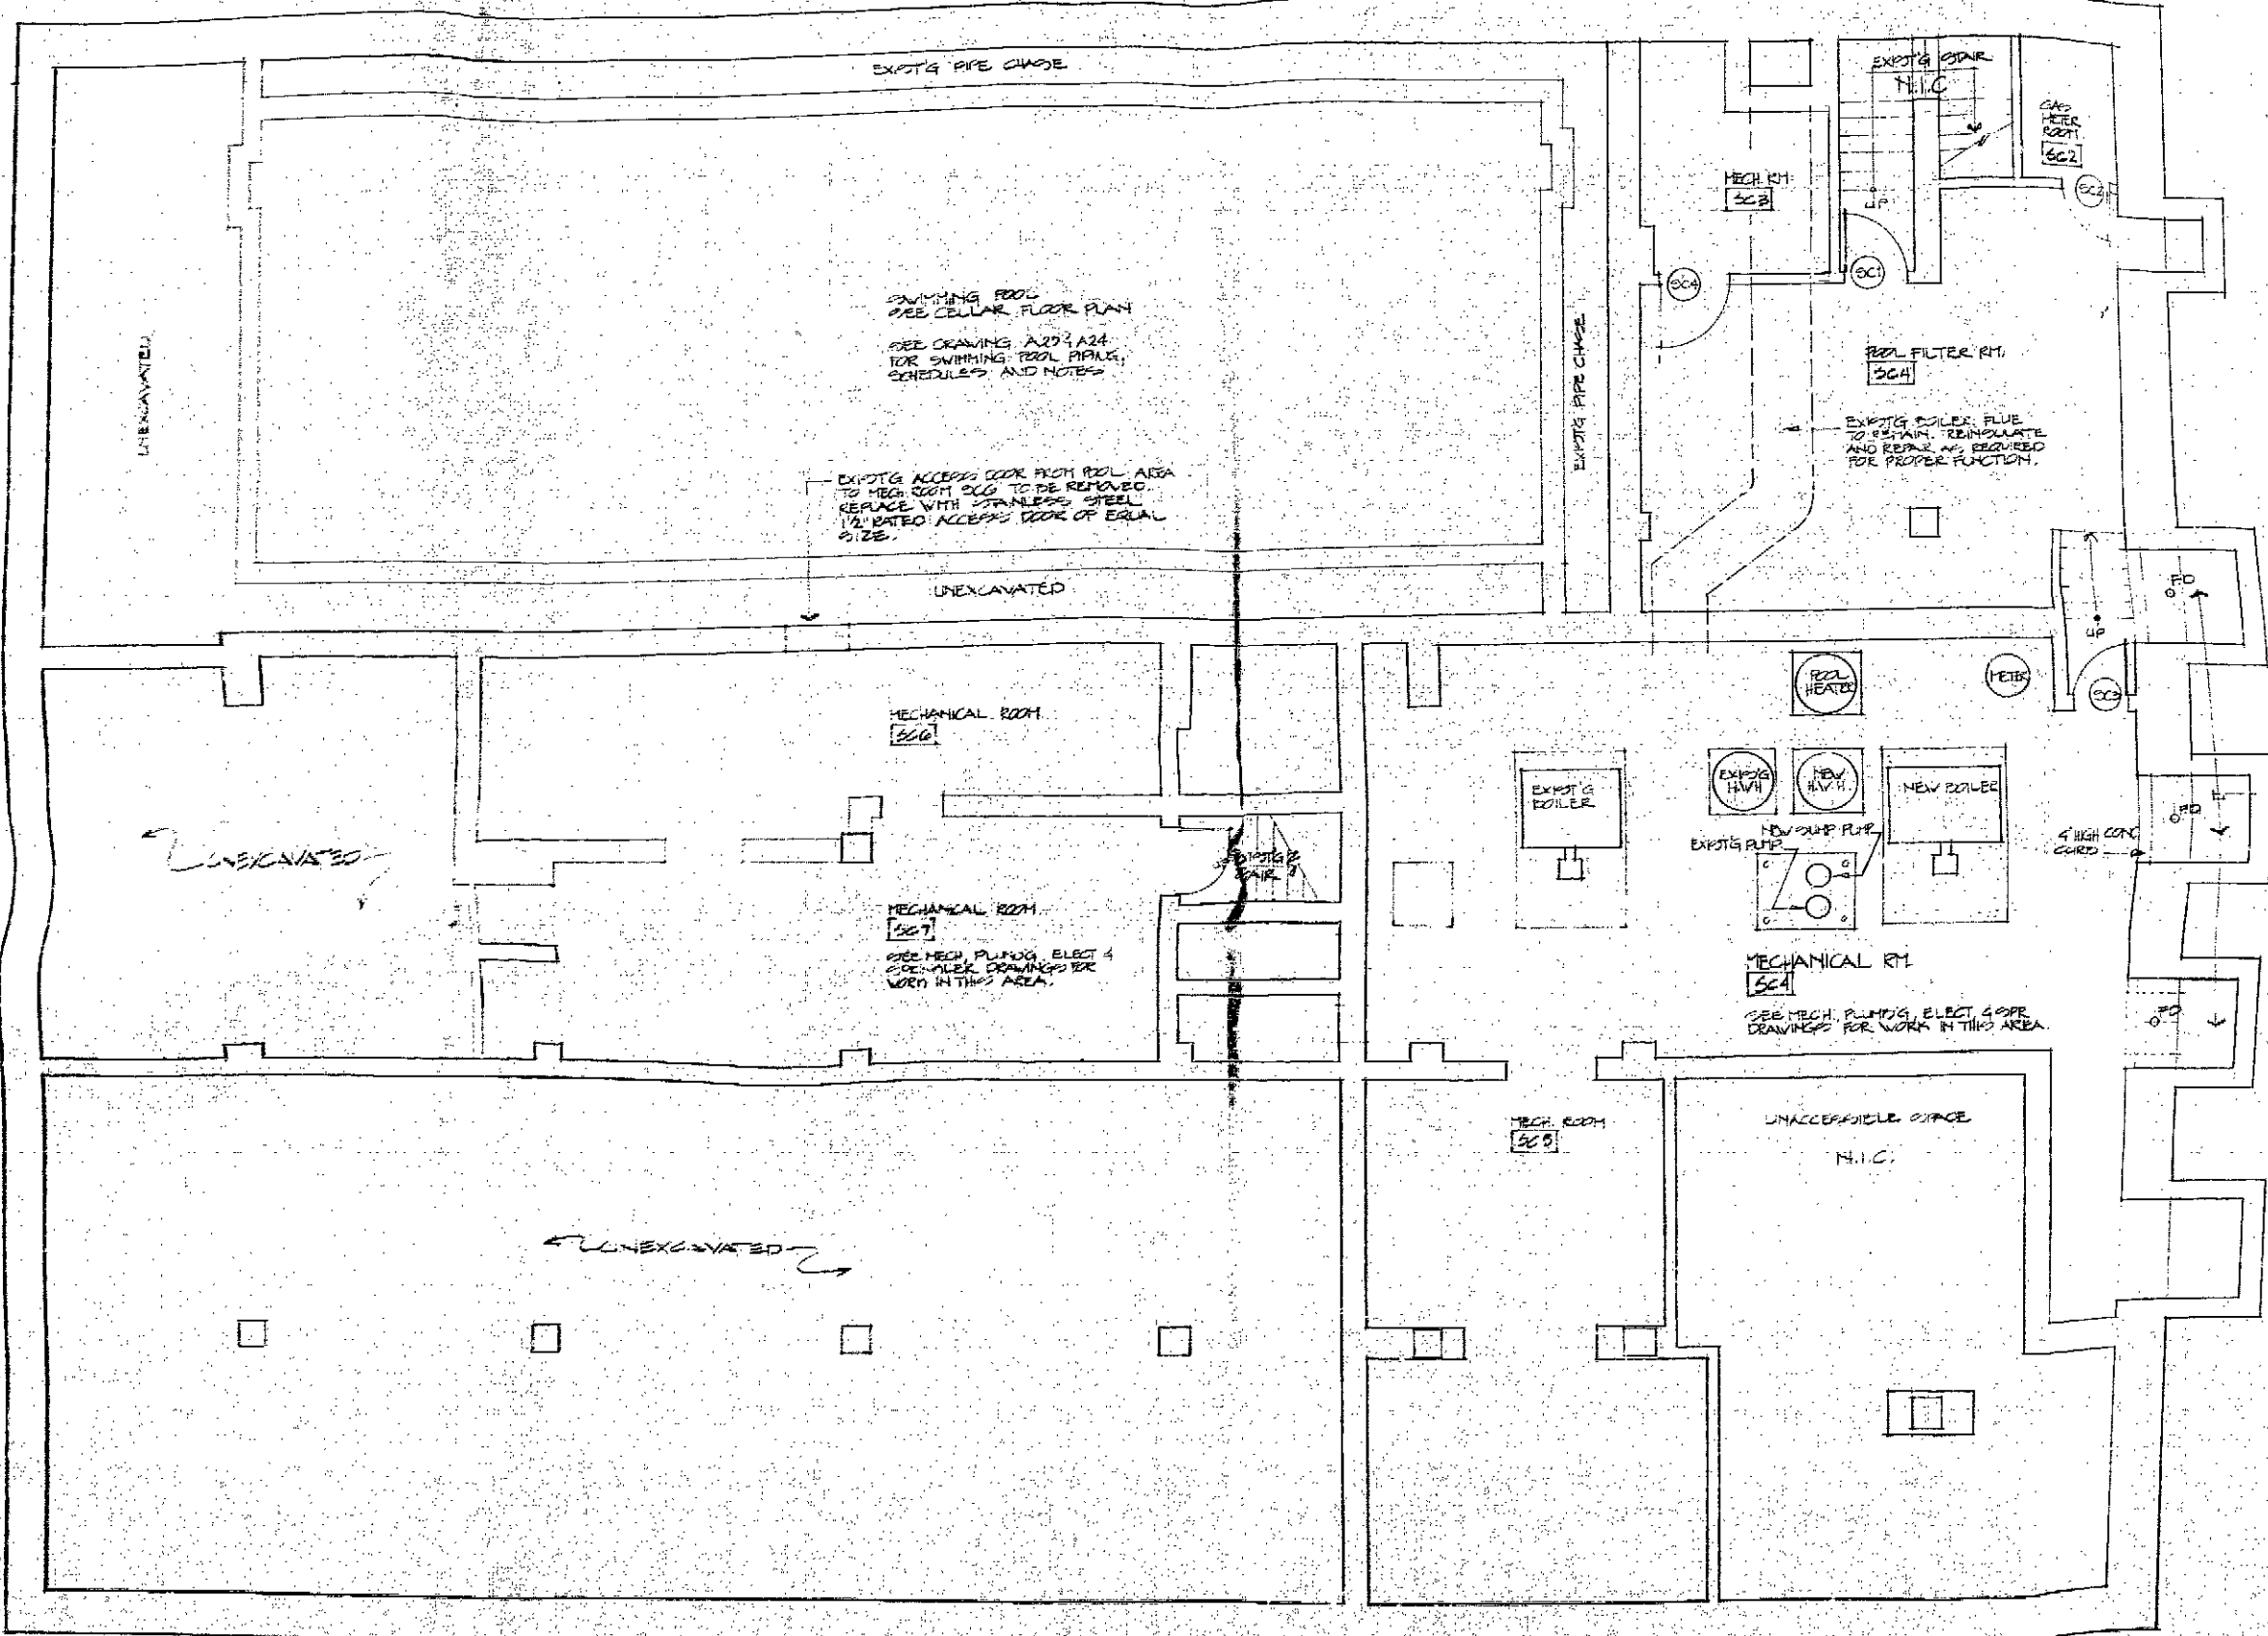 EXIST'G PIPE CHASE
EXIST'G STAIR
N.I.C
GAS
METER
ROOM
SC2
SC2
MECH. RM.
SC3
UP
SC4
SC1
SWIMMING POOL
SEE CELLAR FLOOR PLAN
SEE DRAWING A23 & A24
FOR SWIMMING POOL PIPING,
SCHEDULES AND NOTES
UNEXCAVATED
EXIST'G PIPE CHASE
POOL FILTER RM.
SC4
EXIST'G BOILER FLUE
TO REMAIN. REINSULATE
AND REPAIR AS REQUIRED
FOR PROPER FUNCTION.
EXIST'G ACCESS DOOR FROM POOL AREA
TO MECH. ROOM SC6 TO BE REMOVED
REPLACE WITH STAINLESS STEEL
RATED ACCESS DOOR OF EQUAL
SIZE.
UNEXCAVATED
F.D
UP
POOL
HEATER
METER
SC3
MECHANICAL ROOM
SC6
EXIST'G
BOILER
EXIST'G
H.W.H
NEW
H.W.H.
NEW BOILER
F.D
NEW SUMP PUMP
EXIST'G PUMP
4" HIGH CONC
CURB
UNEXCAVATED
EXIST'G
STAIR
MECHANICAL ROOM
SC7
SEE MECH, PLUMB'G, ELECT &
SPRINKLER DRAWINGS FOR
WORK IN THIS AREA.
MECHANICAL RM.
SC4
SEE MECH, PLUMB'G, ELECT, & SPR.
DRAWINGS FOR WORK IN THIS AREA.
F.D
MECH. ROOM
SC5
UNACCESSIBLE SPACE
N.I.C.
UNEXCAVATED